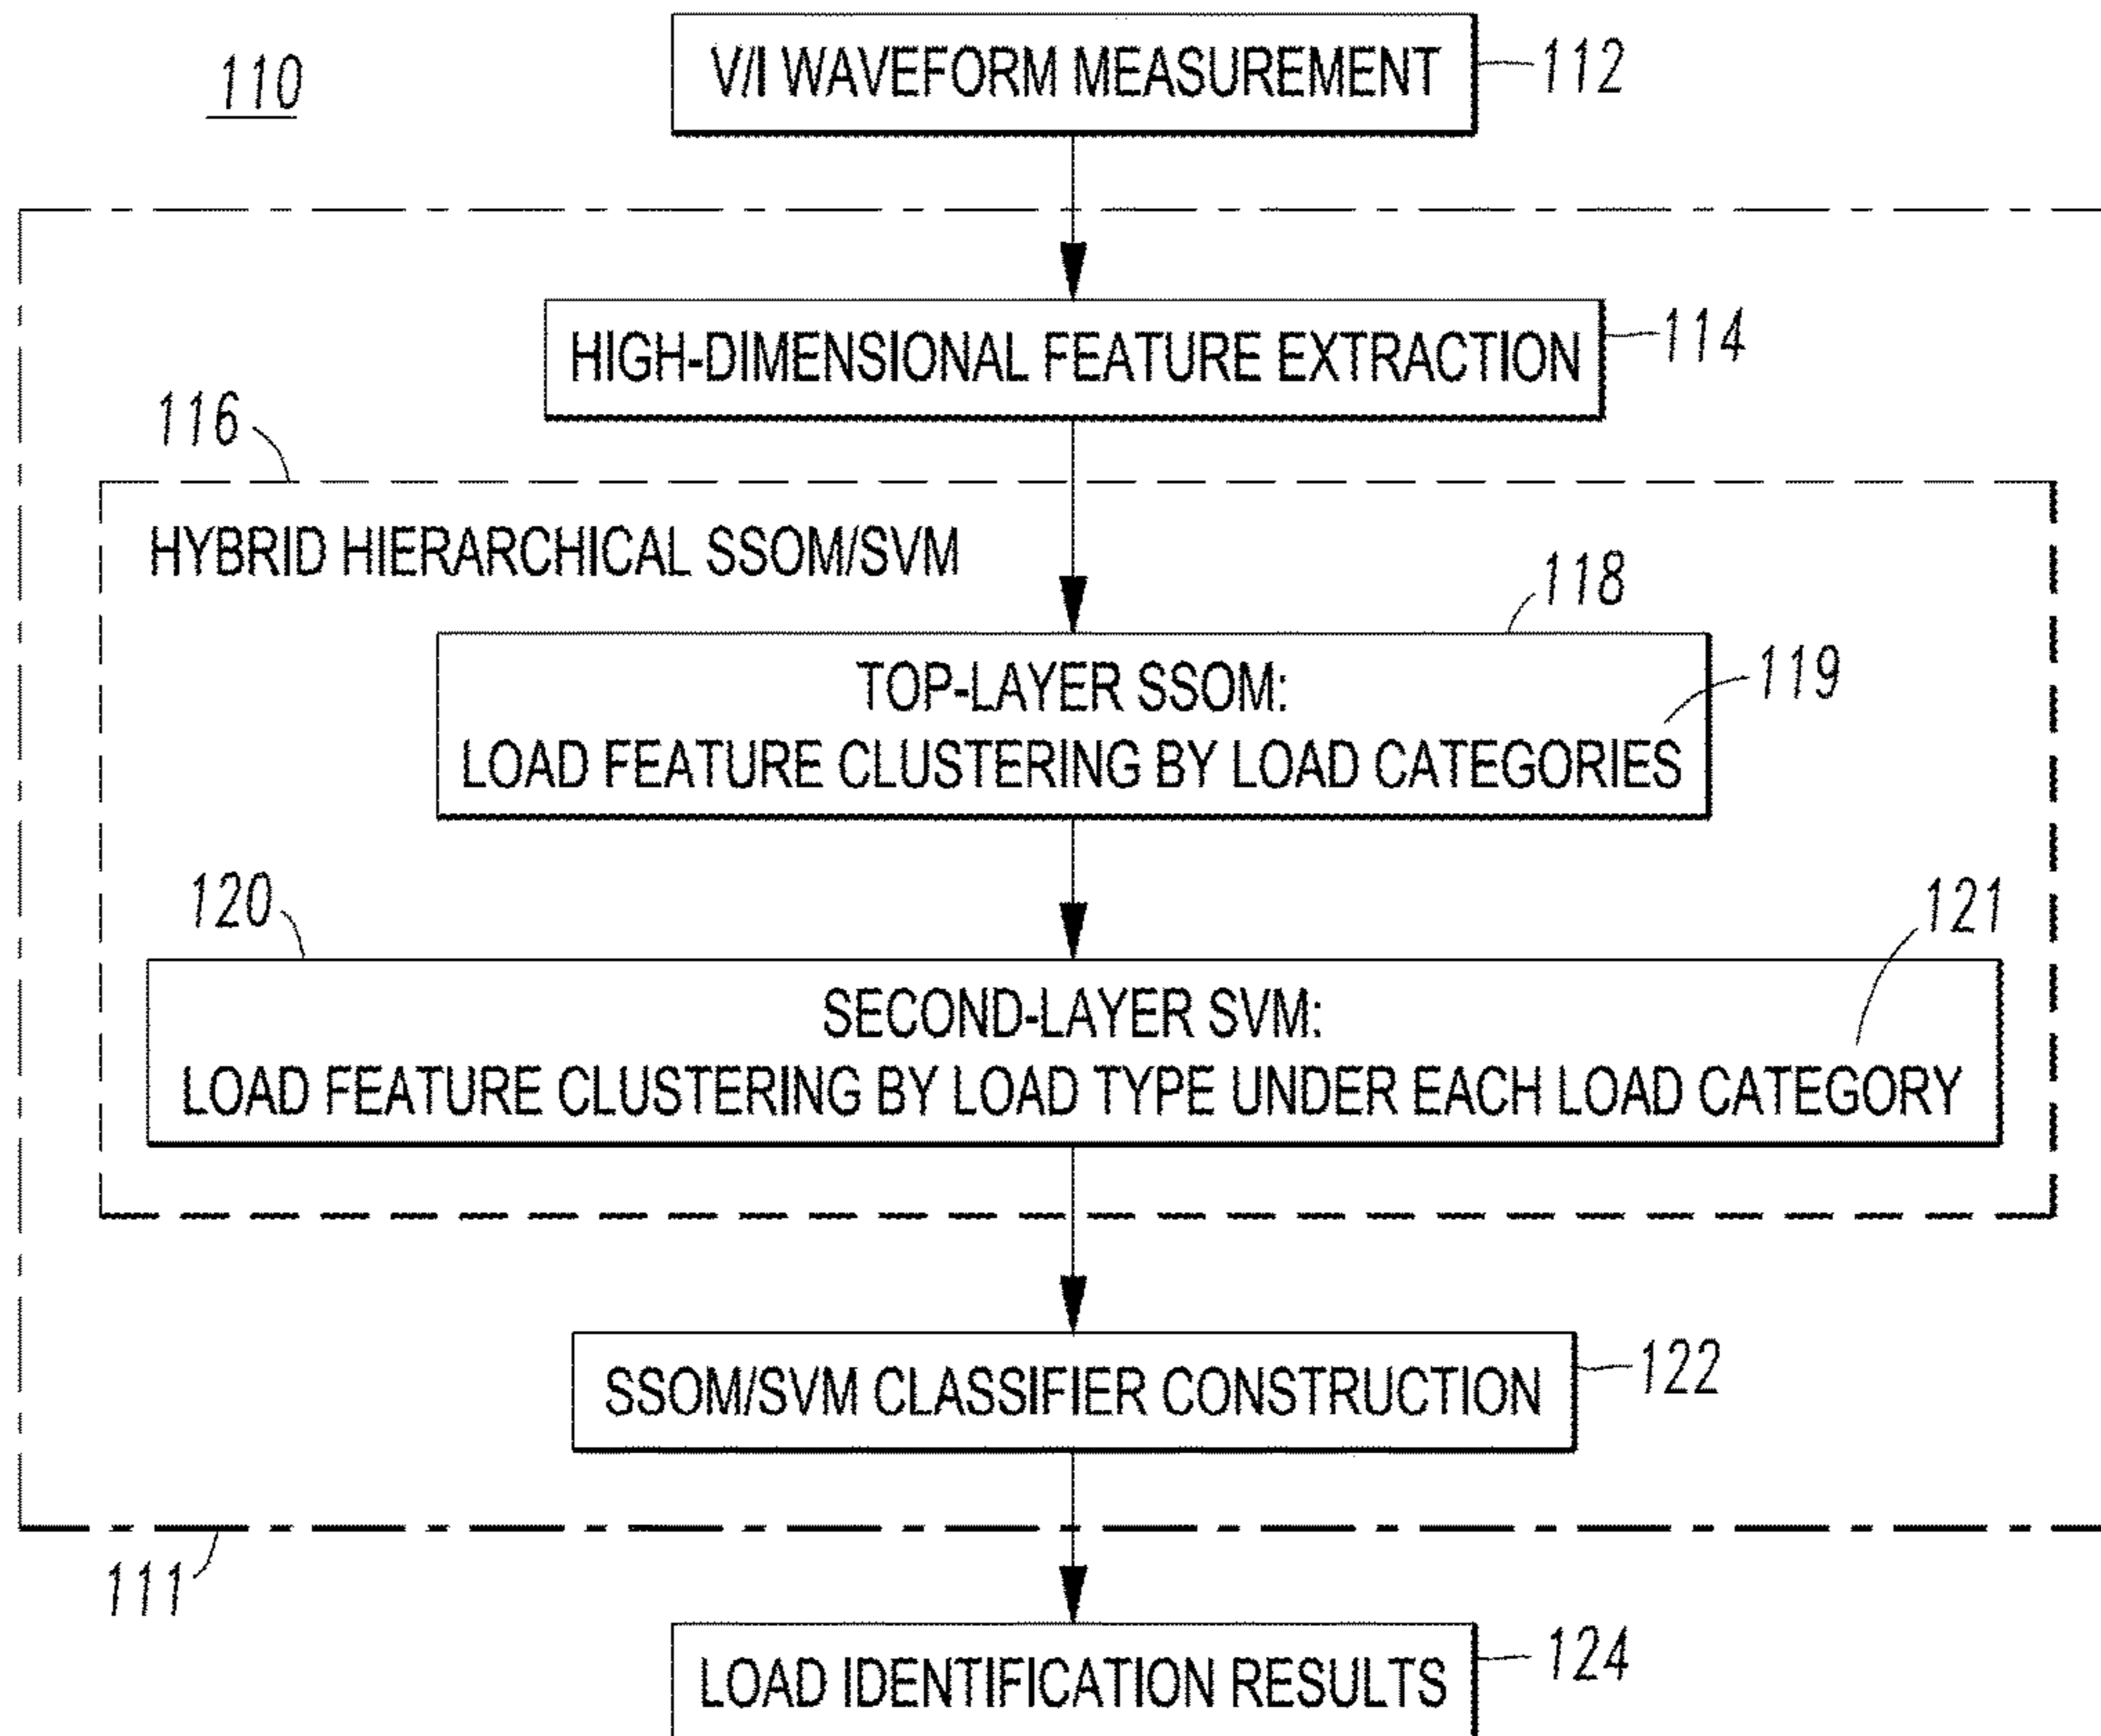 110
V/I WAVEFORM MEASUREMENT
112
HIGH-DIMENSIONAL FEATURE EXTRACTION
114
116
HYBRID HIERARCHICAL SSOM/SVM
118
TOP-LAYER SSOM:
119
LOAD FEATURE CLUSTERING BY LOAD CATEGORIES
120
121
SECOND-LAYER SVM:
LOAD FEATURE CLUSTERING BY LOAD TYPE UNDER EACH LOAD CATEGORY
SSOM/SVM CLASSIFIER CONSTRUCTION
122
111
LOAD IDENTIFICATION RESULTS
124